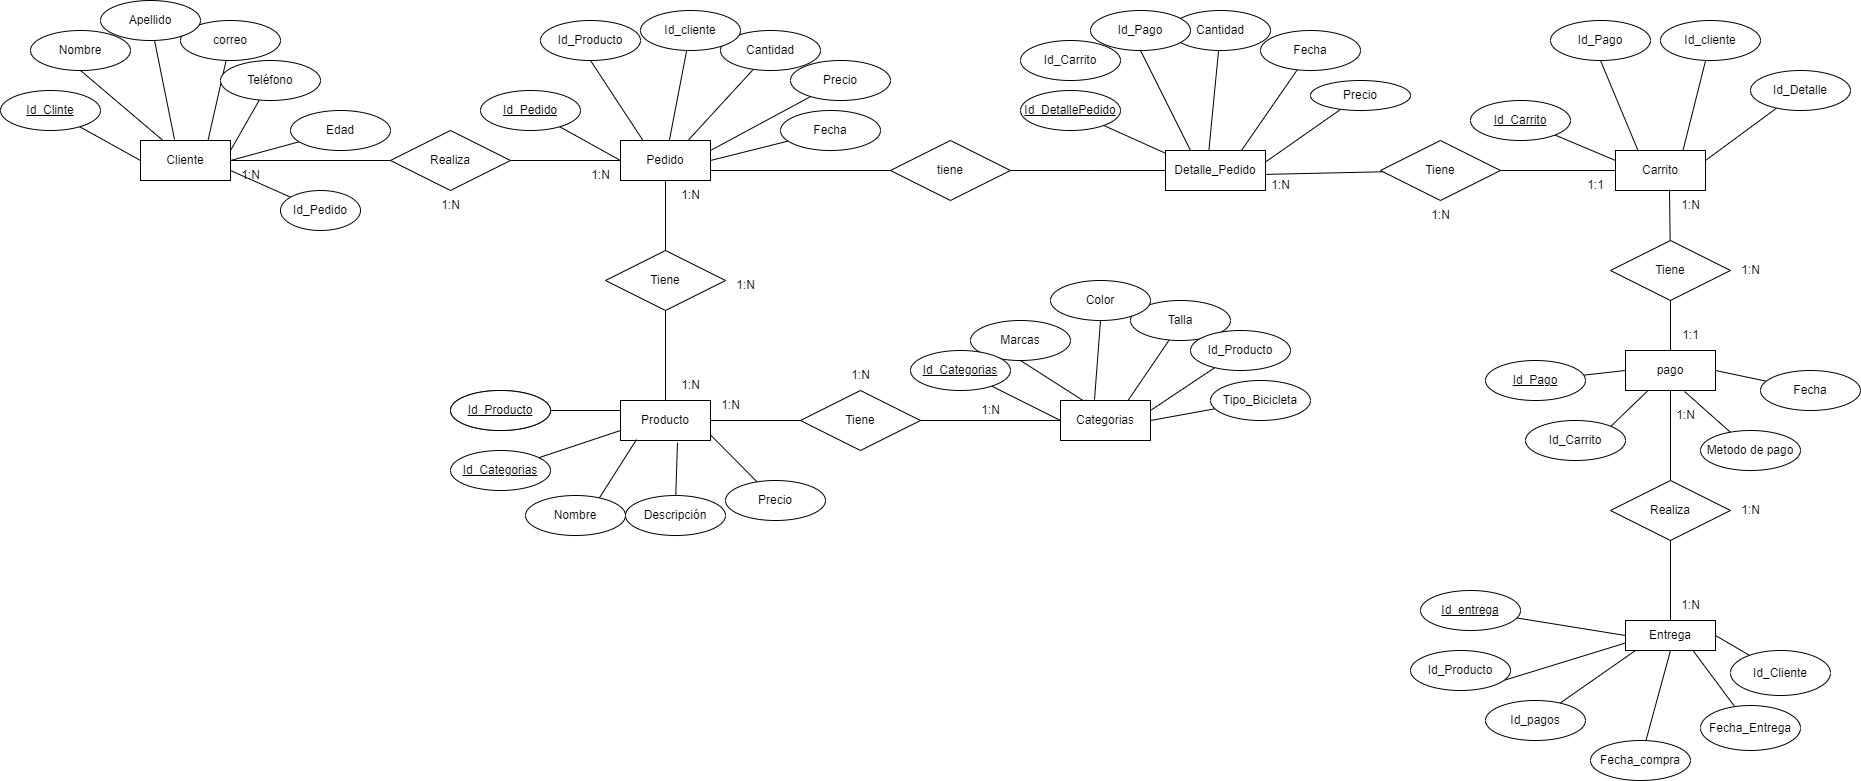 Apellido
Nombre
correo
Teléfono
Id_Clinte
Edad
Cliente
1:N
Id_Pedido
Realiza
1:N
1:N
Id_Producto
Id_cliente
Cantidad
Precio
Id_Pedido
Fecha
Pedido
1:N
tiene
Id_Pago
Cantidad
Id_Carrito
Fecha
Id_DetallePedido
Precio
Detalle_Pedido
1:N
Tiene
1:N
1:1
Id_Pago
Id_cliente
Id_Detalle
Id_Carrito
Carrito
1:N
Tiene
1:N
Tiene
1:N
1:N
Id_Producto
Producto
1:N
Id_Categorias
Nombre
Descripción
Precio
1:N
Tiene
1:N
Color
Talla
Marcas
Id_Producto
Id_Categorias
Tipo_Bicicleta
Categorias
1:1
Id_Pago
pago
Fecha
1:N
Id_Carrito
Metodo de pago
Realiza
1:N
1:N
Id_entrega
Entrega
Id_Producto
Id_Cliente
Id_pagos
Fecha_Entrega
Fecha_compra